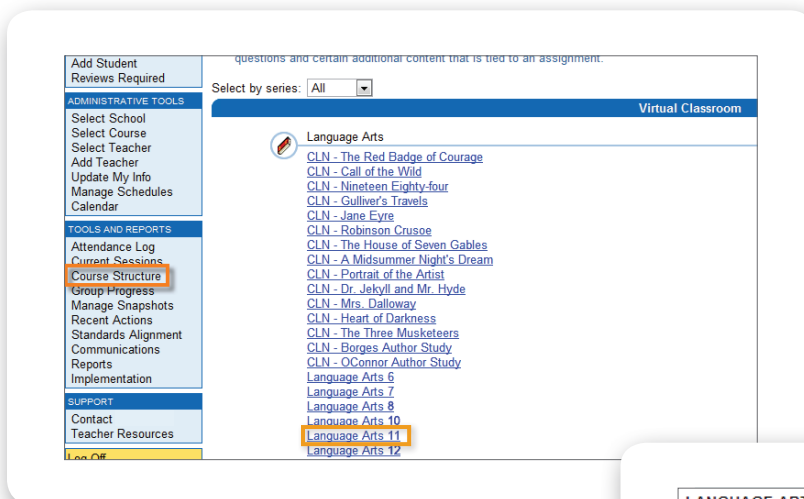 Add Student
Reviews Required
ADMINISTRATIVE TOOLS
Select School
Select Course
Select Teacher
Add Teacher
Update My Info
Manage Schedules
Calendar
TOOLS AND REPORTS
Attendance Log
Current Sessions
Course Structure
Group Progress
Manage Snapshots
Recent Actions
Standards Alignment
Communications
Reports
Implementation
SUPPORT
Contact
Teacher Resources
Log Off
questions and certain additional content that is tied to an assignment.
Select by series: All
Virtual Classroom
Language Arts
CLN - The Red Badge of Courage
CLN - Call of the Wild
CLN - Nineteen Eighty-four
CLN - Gulliver's Travels
CLN - Jane Eyre
CLN - Robinson Crusoe
CLN - The House of Seven Gables
CLN - A Midsummer Night's Dream
CLN - Portrait of the Artist
CLN - Dr. Jekyll and Mr. Hyde
CLN - Mrs. Dalloway
CLN - Heart of Darkness
CLN - The Three Musketeers
CLN - Borges Author Study
CLN - OConnor Author Study
Language Arts 6
Language Arts 7
Language Arts 8
Language Arts 10
Language Arts 11
Language Arts 12